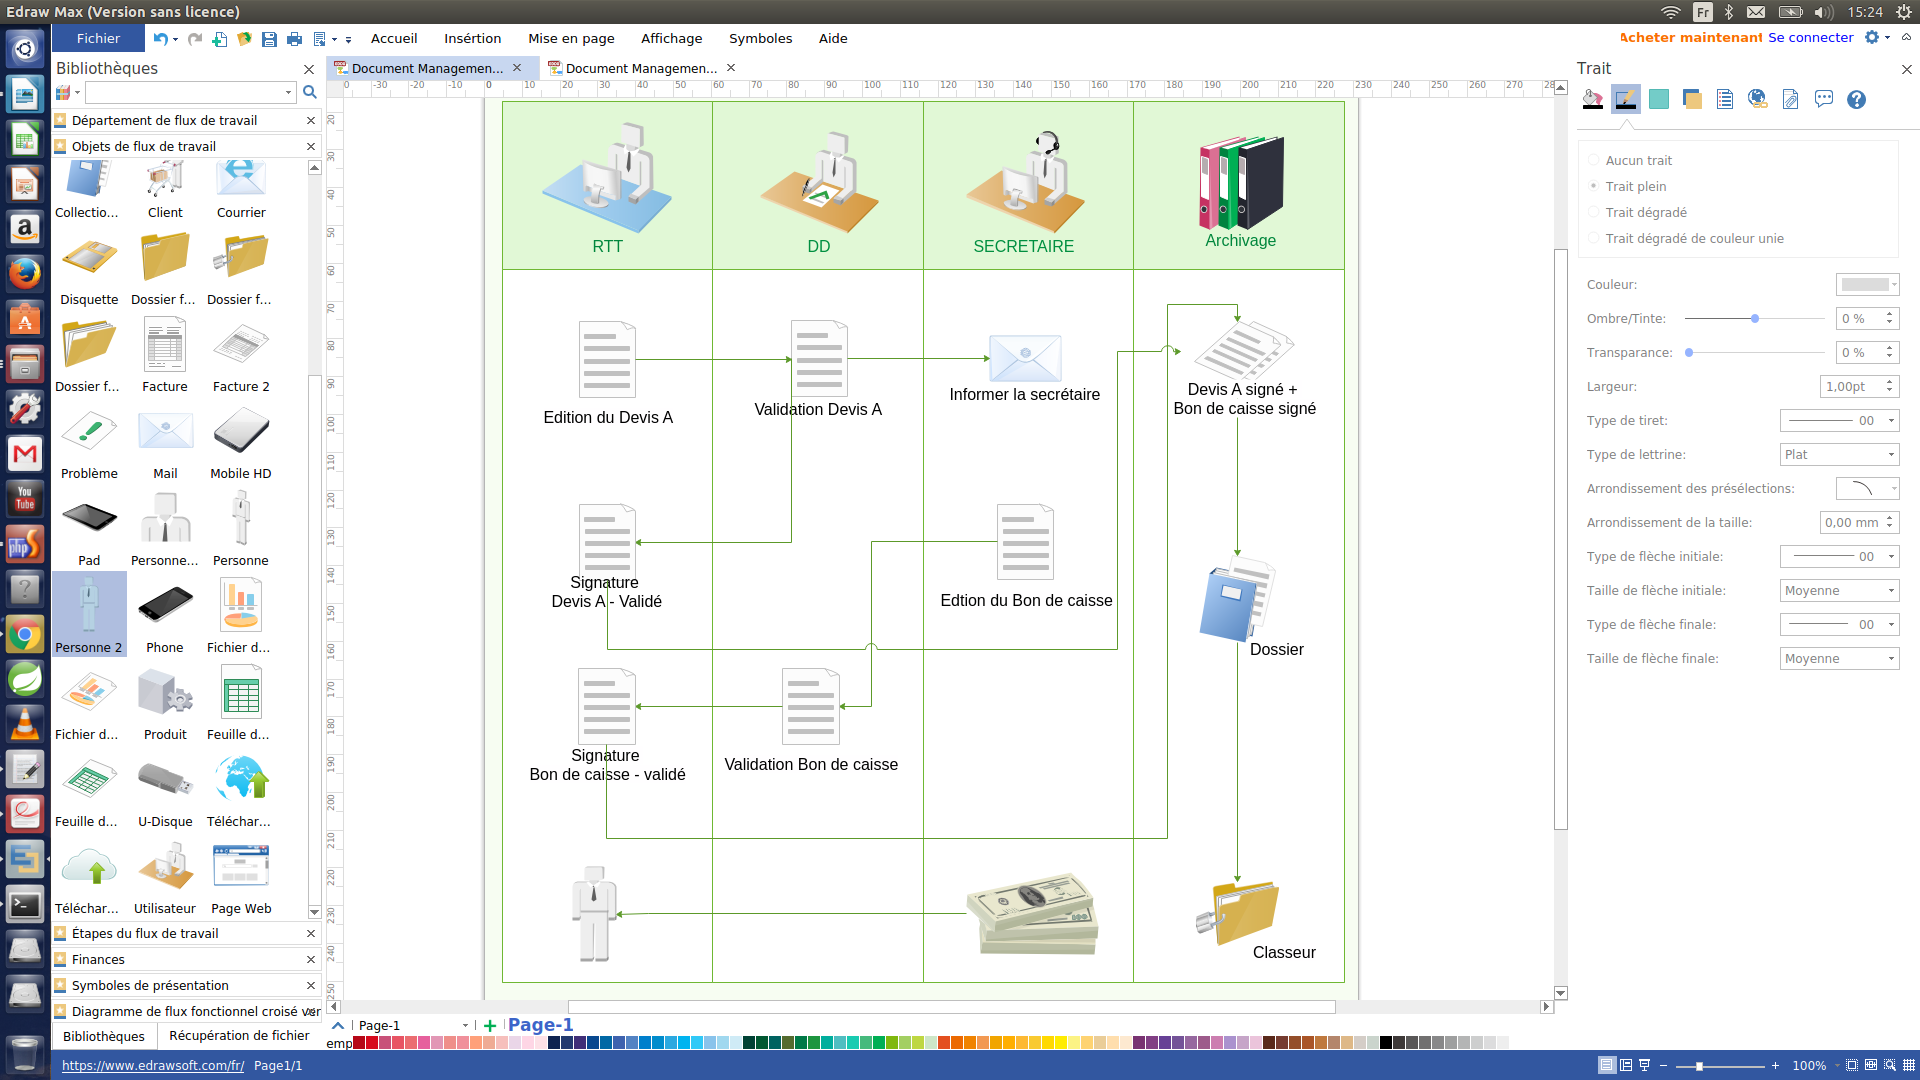 Edraw Max (Version sans licence)
Fr
15:24
Fichier
Accueil
Insértion
Mise en page
Affichage
Symboles
Aide
Acheter maintenant
Se connecter
Bibliothèques
Document Managemen...
Document Managemen...
Trait
Département de flux de travail
Objets de flux de travail
Collectio...
Client
Courrier
Disquette
Dossier f...
Dossier f...
Dossier f...
Facture
Facture 2
Problème
Mail
Mobile HD
Pad
Personne...
Personne
Personne 2
Phone
Fichier d...
Fichier d...
Produit
Feuille d...
Feuille d...
U-Disque
Téléchar...
Téléchar...
Utilisateur
Page Web
Étapes du flux de travail
Finances
Symboles de présentation
Diagramme de flux fonctionnel croisé ver
Bibliothèques
Récupération de fichier
RTT
DD
SECRETAIRE
Archivage
Edition du Devis A
Validation Devis A
Informer la secrétaire
Devis A signé +
Bon de caisse signé
Signature
Devis A - Validé
Edtion du Bon de caisse
Dossier
Signature
Bon de caisse - validé
Validation Bon de caisse
Classeur
Aucun trait
Trait plein
Trait dégradé
Trait dégradé de couleur unie
Couleur:
Ombre/Tinte:
0 %
Transparance:
0 %
Largeur:
1,00pt
Type de tiret:
00
Type de lettrine:
Plat
Arrondissement des présélections:
Arrondissement de la taille:
0,00 mm
Type de flèche initiale:
00
Taille de flèche initiale:
Moyenne
Type de flèche finale:
00
Taille de flèche finale:
Moyenne
Page-1
Page-1
emp
https://www.edrawsoft.com/fr/
Page1/1
100%